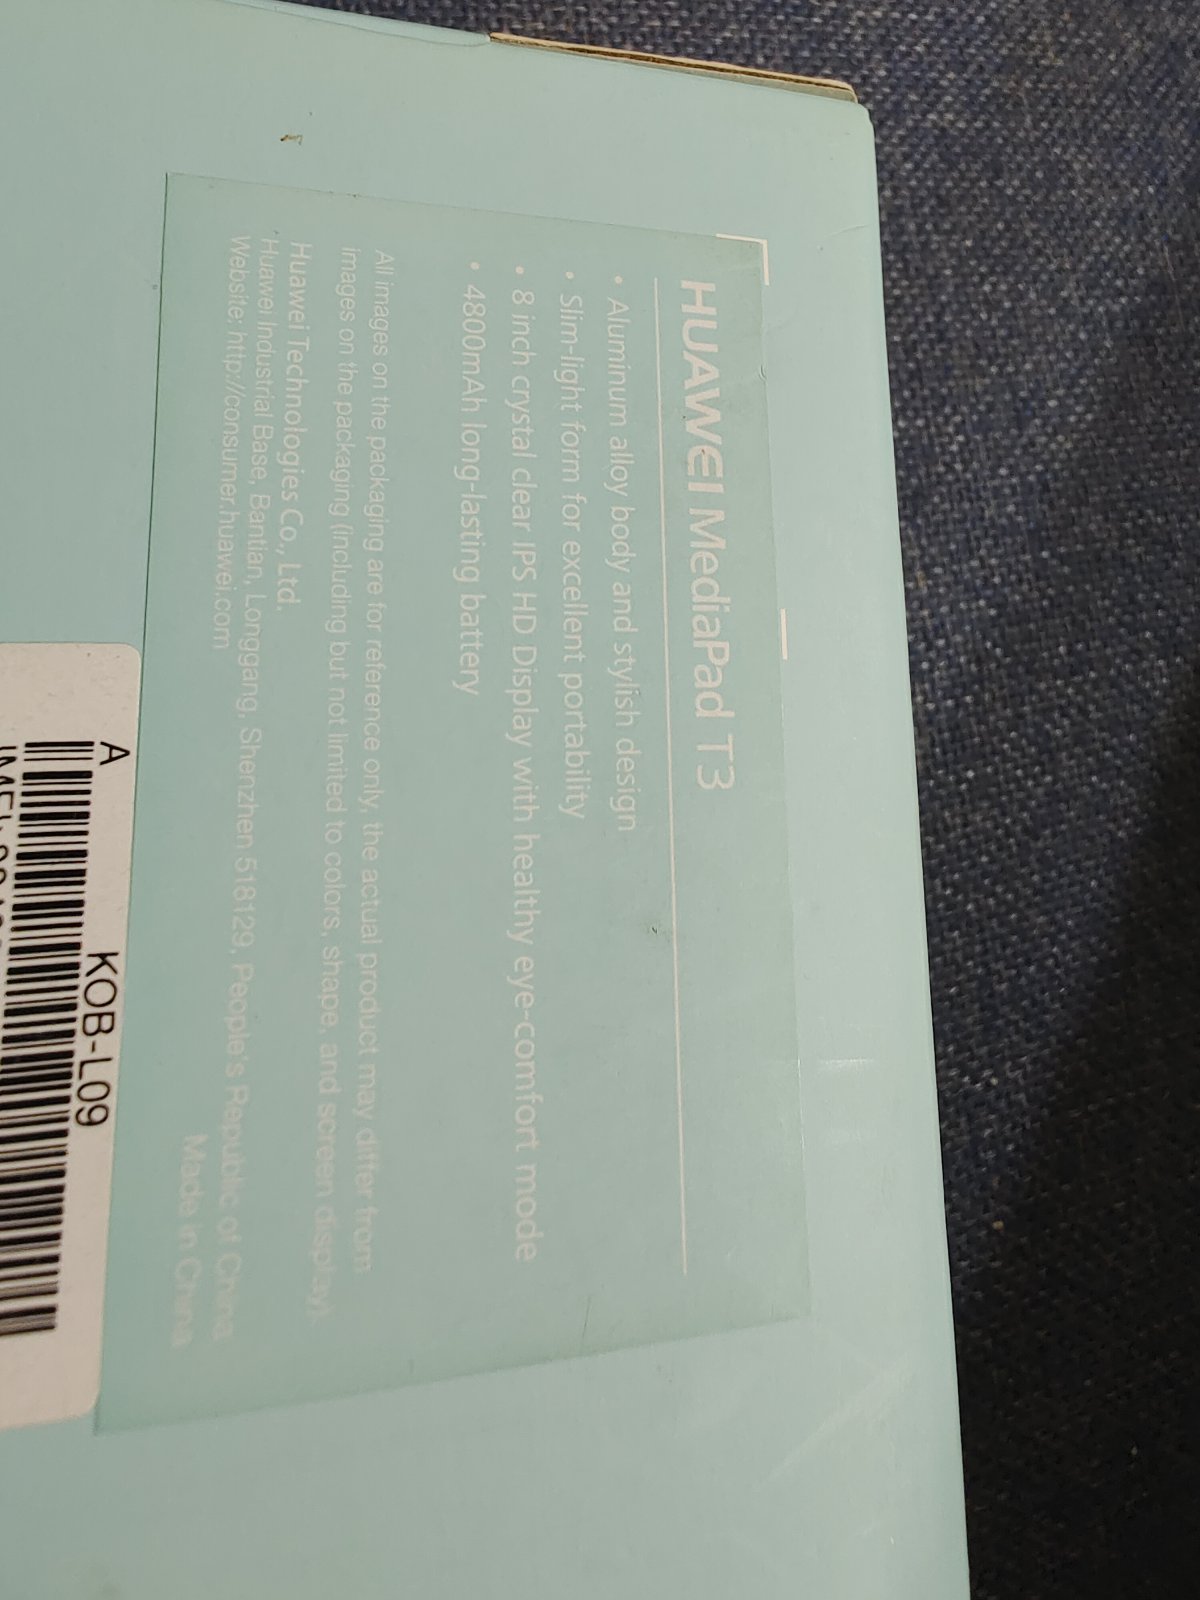 HUAWEI MediaPad T3
• Aluminum alloy body and stylish design
• Slim-light form for excellent portability
• 8 inch crystal clear IPS HD Display with healthy eye-comfort mode
• 4800mAh long-lasting battery
All images on the packaging are for reference only, the actual product may differ from
images on the packaging (including but not limited to colors, shape, and screen display).
Huawei Technologies Co., Ltd.
Huawei Industrial Base, Bantian, Longgang, Shenzhen 518129, People's Republic of China
Website: http://consumer.huawei.com
Made in China
A
KOB-L09